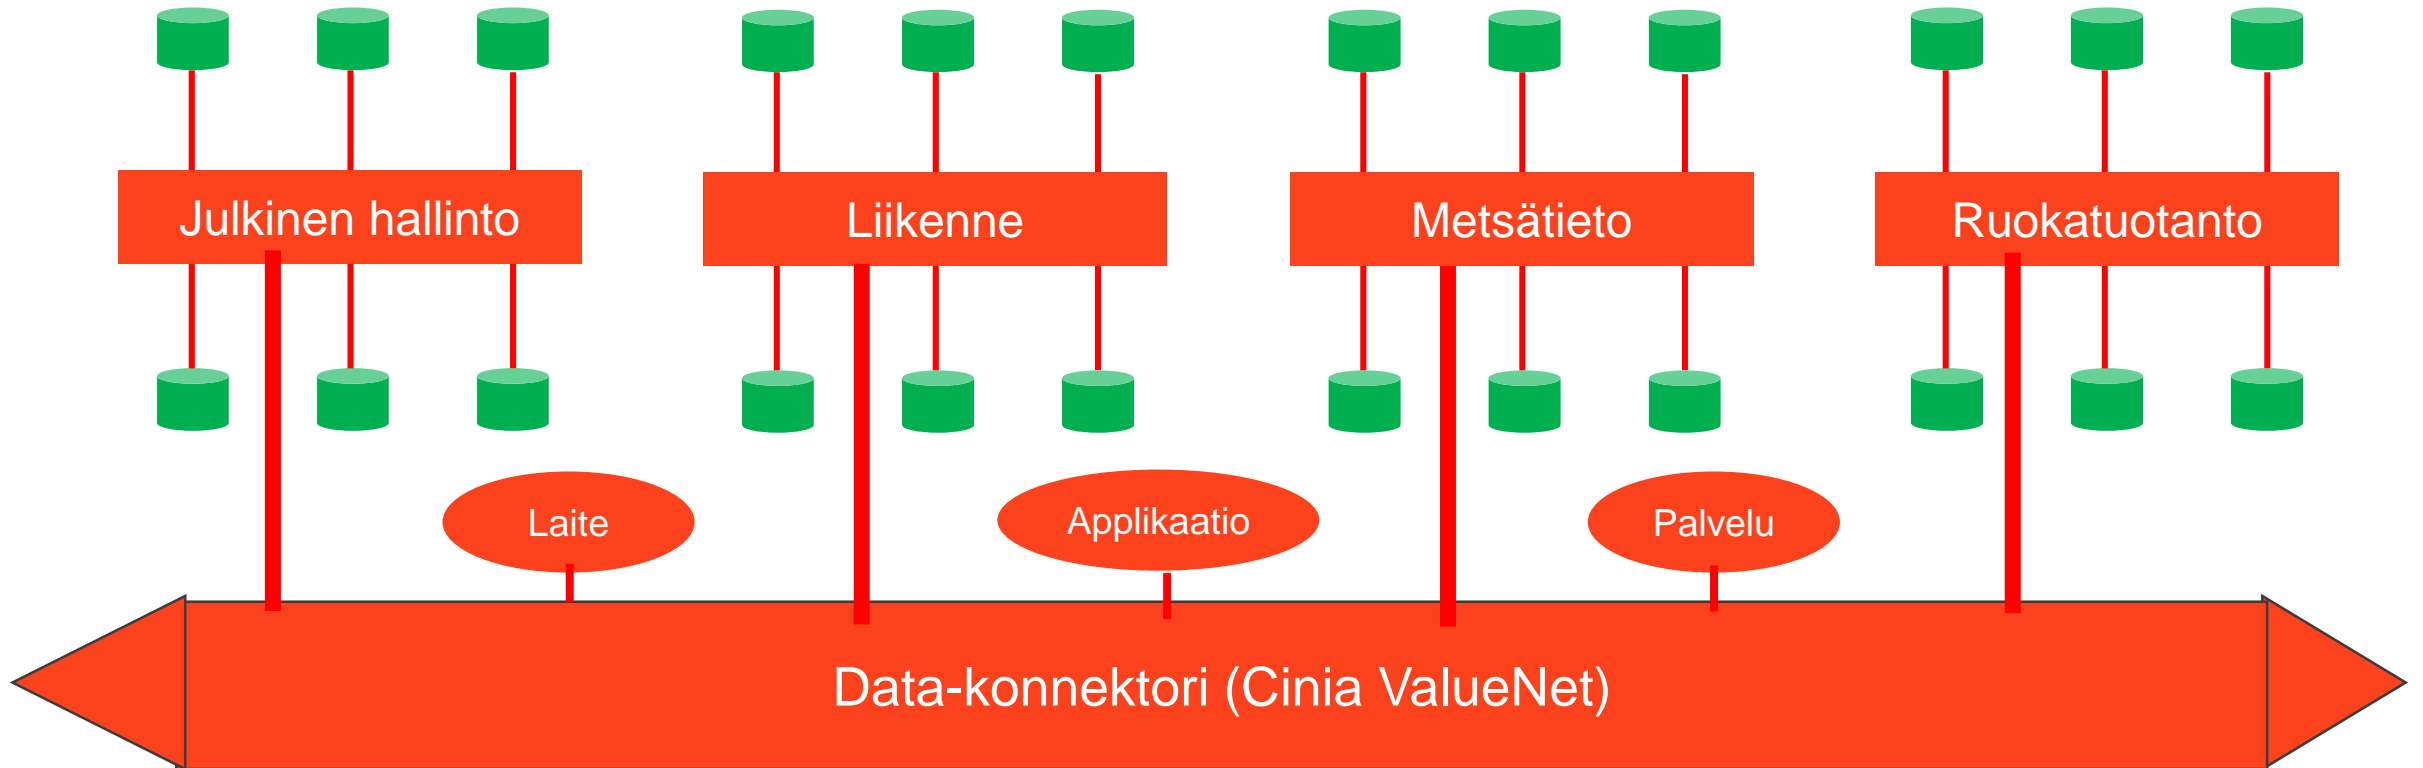 Julkinen hallinto
Liikenne
Metsätieto
Ruokatuotanto
Laite
Applikaatio
Palvelu
Data-konnektori (Cinia ValueNet)